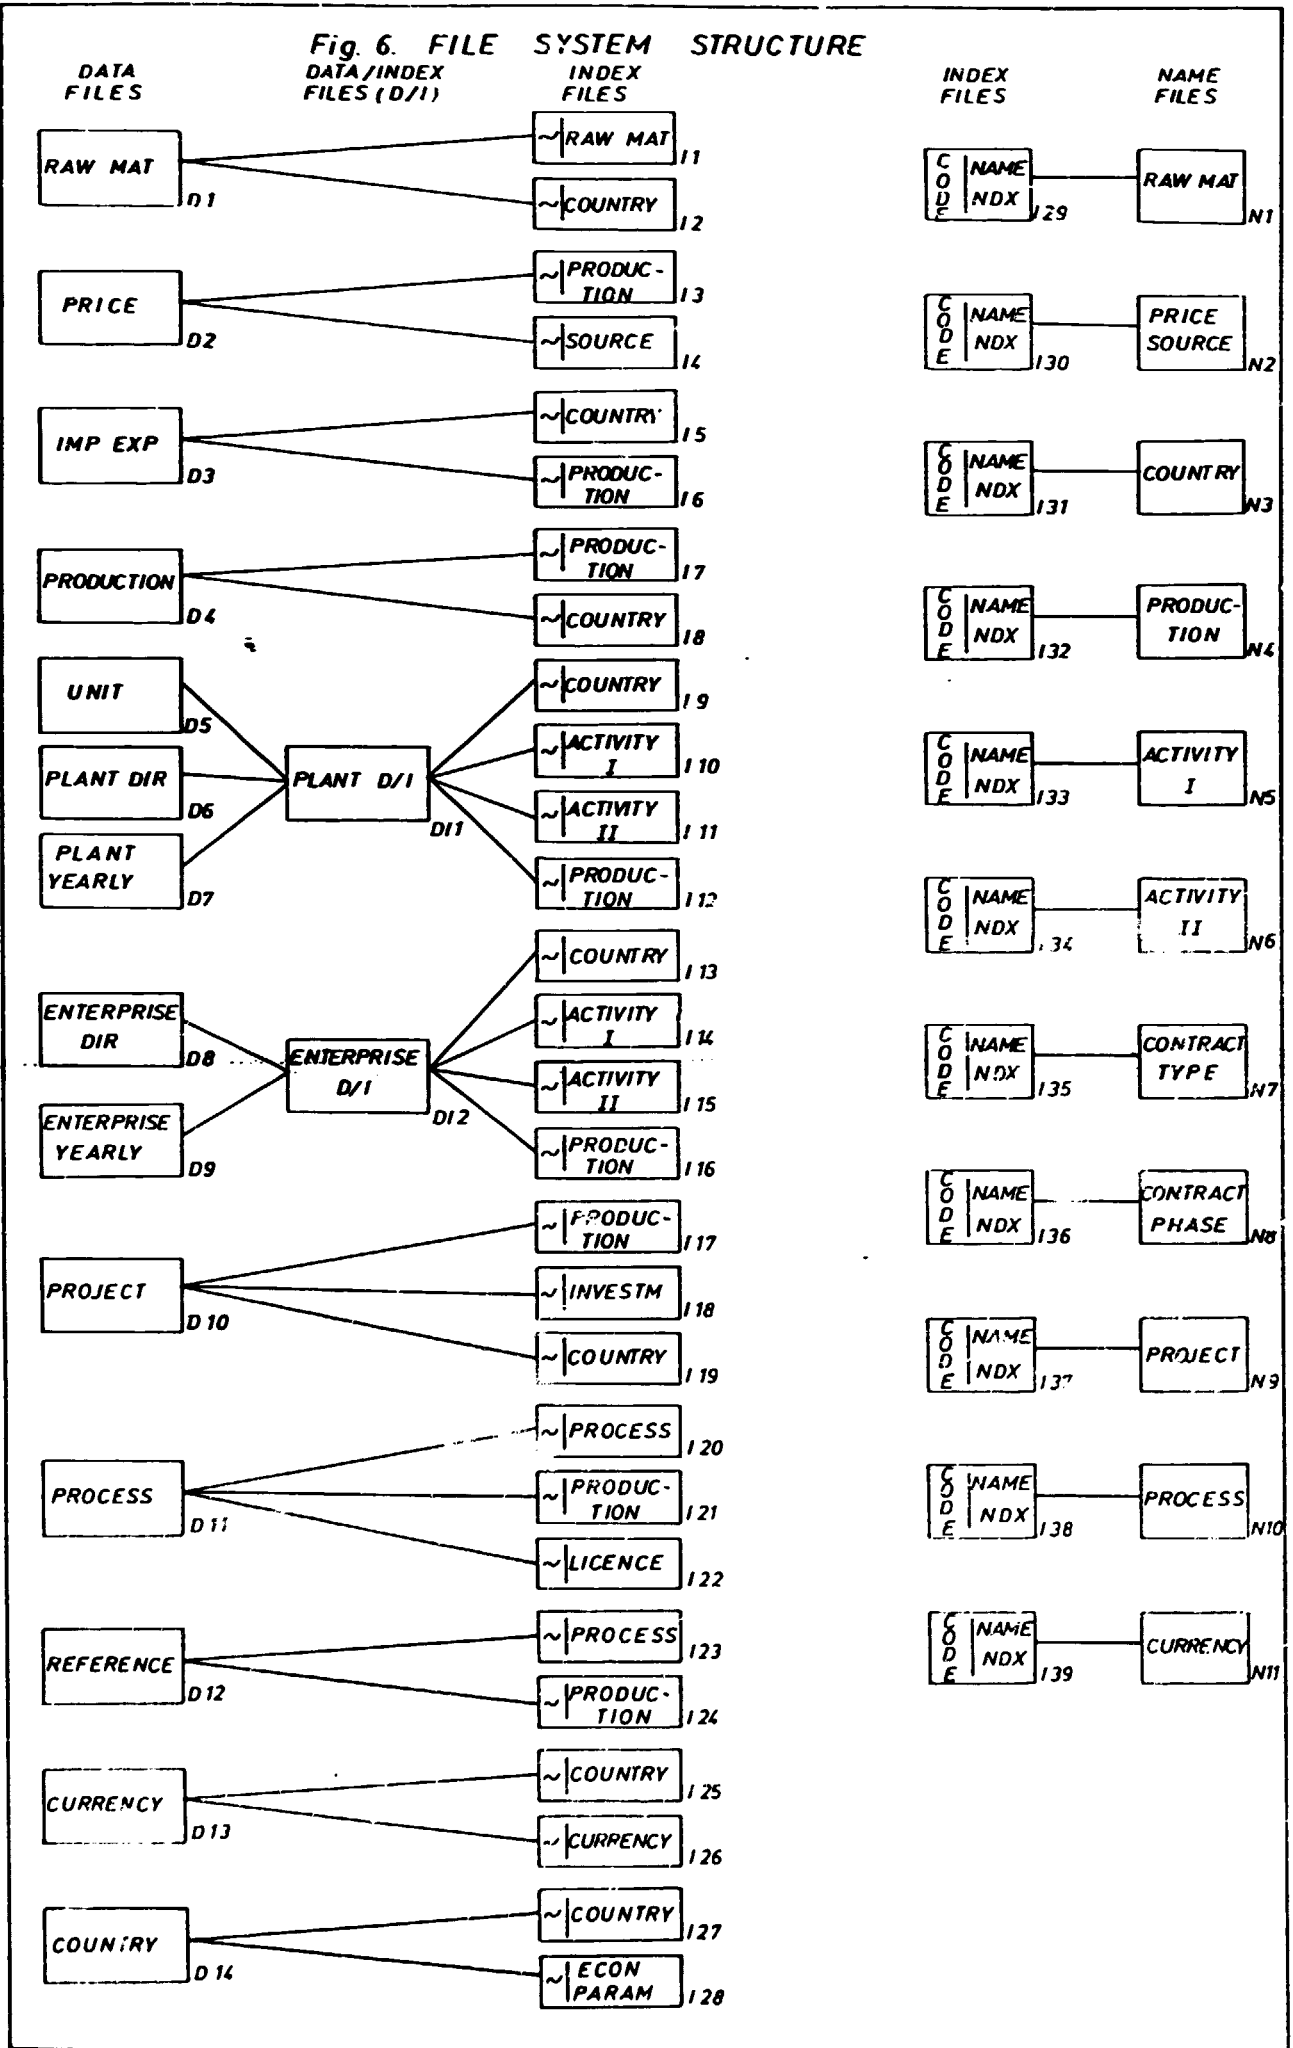 Fig. 6. FILE SYSTEM STRUCTURE
DATA
FILES
DATA/INDEX
FILES (D/I)
INDEX
FILES
INDEX
FILES
NAME
FILES
RAW MAT
D1
~ RAW MAT
I1
~ COUNTRY
I2
PRICE
D2
~ PRODUC-
TION
I3
~ SOURCE
I4
IMP EXP
D3
~ COUNTRY
I5
~ PRODUC-
TION
I6
PRODUCTION
D4
~ PRODUC-
TION
I7
~ COUNTRY
I8
UNIT
D5
PLANT DIR
D6
PLANT
YEARLY
D7
PLANT D/I
DI1
~ COUNTRY
I9
~ ACTIVITY
I
I10
~ ACTIVITY
II
I11
~ PRODUC-
TION
I12
ENTERPRISE
DIR
D8
ENTERPRISE
YEARLY
D9
ENTERPRISE
D/I
DI2
~ COUNTRY
I13
~ ACTIVITY
I
I14
~ ACTIVITY
II
I15
~ PRODUC-
TION
I16
PROJECT
D10
~ PRODUC-
TION
I17
~ INVESTM
I18
~ COUNTRY
I19
PROCESS
D11
~ PROCESS
I20
~ PRODUC-
TION
I21
~ LICENCE
I22
REFERENCE
D12
~ PROCESS
I23
~ PRODUC-
TION
I24
CURRENCY
D13
~ COUNTRY
I25
~ CURRENCY
I26
COUNTRY
D14
~ COUNTRY
I27
~ ECON
PARAM
I28
CODE
NAME
NDX
I29
RAW MAT
N1
CODE
NAME
NDX
I30
PRICE
SOURCE
N2
CODE
NAME
NDX
I31
COUNTRY
N3
CODE
NAME
NDX
I32
PRODUC-
TION
N4
CODE
NAME
NDX
I33
ACTIVITY
I
N5
CODE
NAME
NDX
I34
ACTIVITY
II
N6
CODE
NAME
NDX
I35
CONTRACT
TYPE
N7
CODE
NAME
NDX
I36
CONTRACT
PHASE
N8
CODE
NAME
NDX
I37
PROJECT
N9
CODE
NAME
NDX
I38
PROCESS
N10
CODE
NAME
NDX
I39
CURRENCY
N11